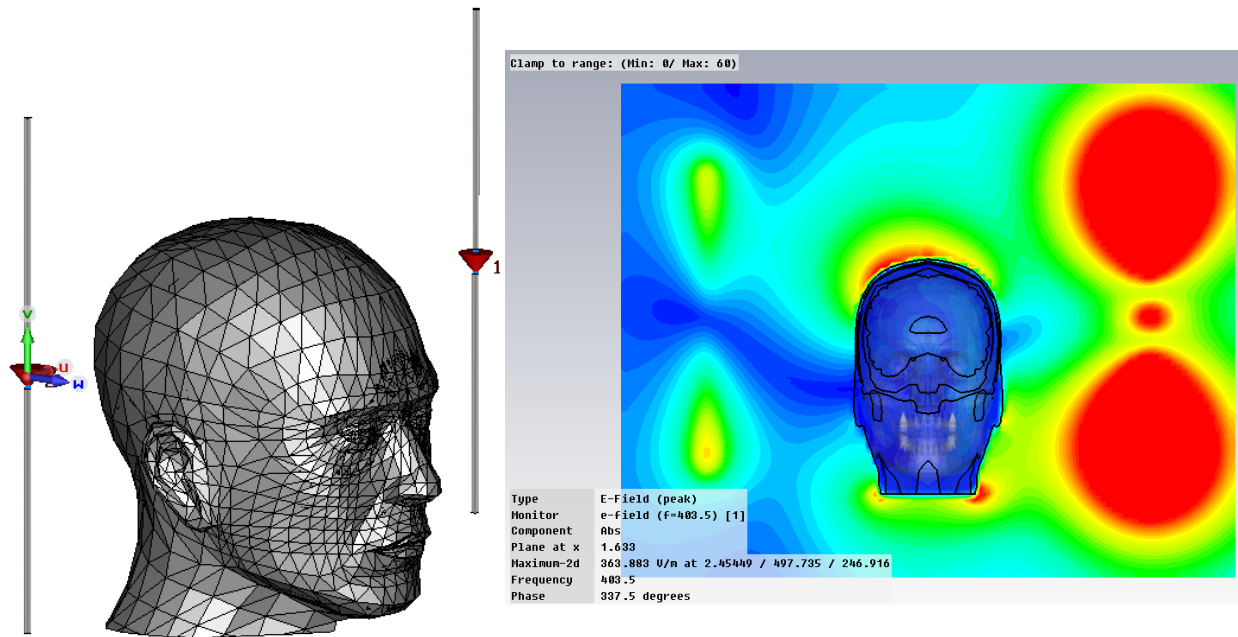 v
u
w
1
Clamp to range: (Min: 0/ Max: 60)
Type E-Field (peak)
Monitor e-field (f=403.5) [1]
Component Abs
Plane at x 1.633
Maximum-2d 363.883 V/m at 2.45449 / 497.735 / 246.916
Frequency 403.5
Phase 337.5 degrees